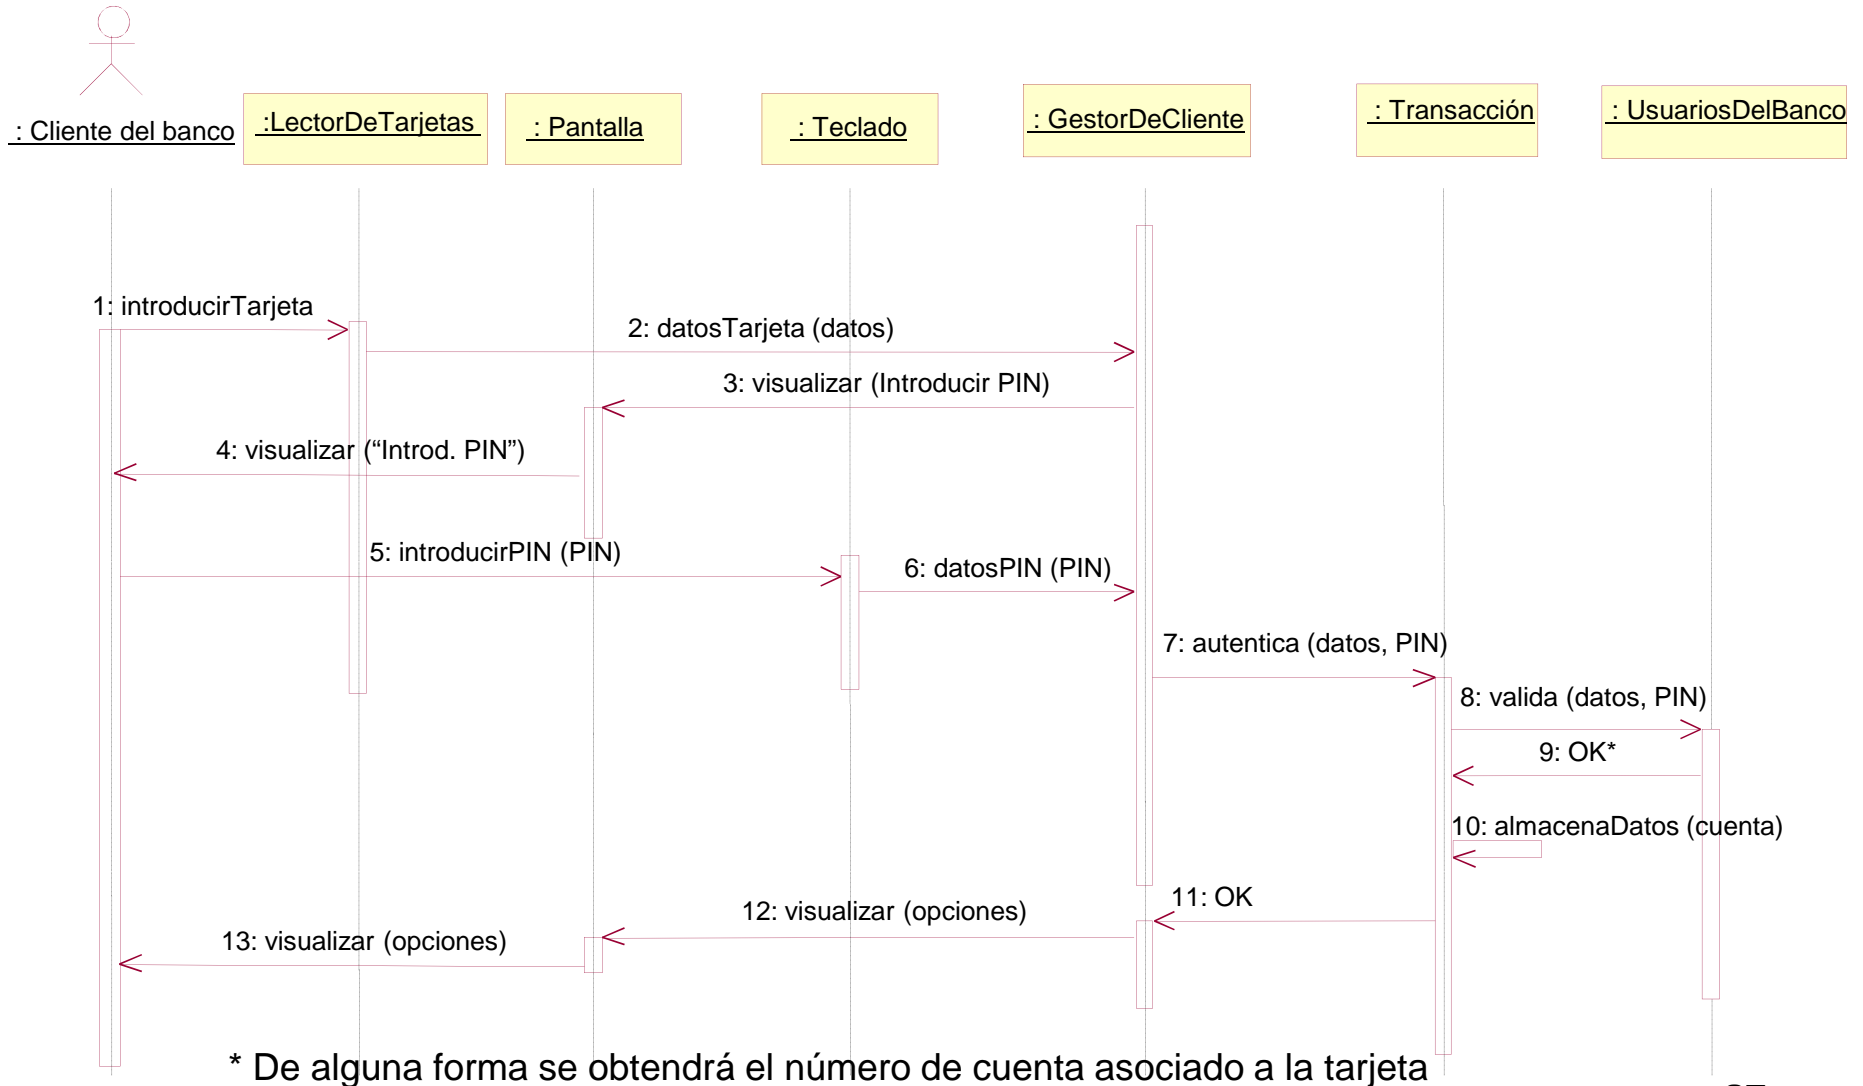 : Cliente del banco
:LectorDeTarjetas
: Pantalla
: Teclado
: GestorDeCliente
: Transacción
: UsuariosDelBanco
1: introducirTarjeta
2: datosTarjeta (datos)
3: visualizar (Introducir PIN)
4: visualizar (“Introd. PIN”)
5: introducirPIN (PIN)
6: datosPIN (PIN)
7: autentica (datos, PIN)
8: valida (datos, PIN)
9: OK*
10: almacenaDatos (cuenta)
11: OK
12: visualizar (opciones)
13: visualizar (opciones)
* De alguna forma se obtendrá el número de cuenta asociado a la tarjeta